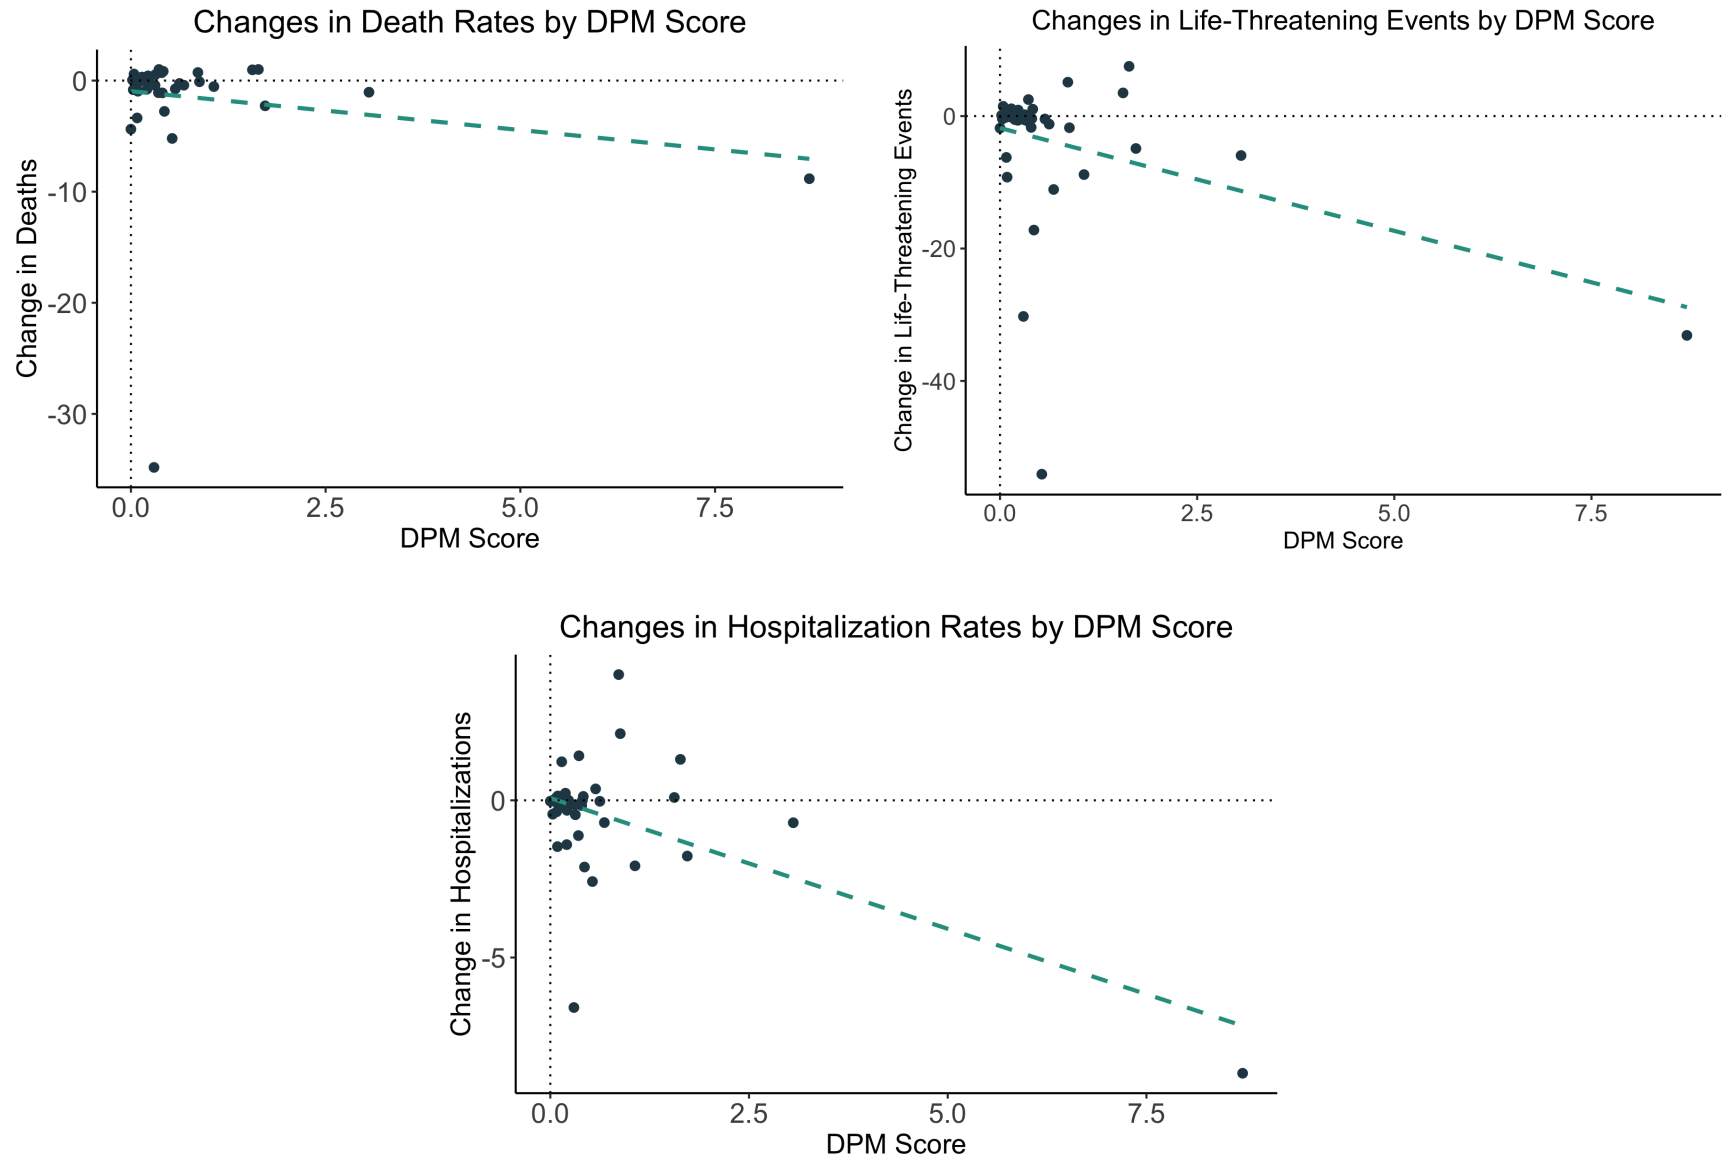 Changes in Death Rates by DPM Score
Change in Deaths
0
-10
-20
-30
0.0 2.5 5.0 7.5
DPM Score
Changes in Life-Threatening Events by DPM Score
Change in Life-Threatening Events
0
-20
-40
0.0 2.5 5.0 7.5
DPM Score
Changes in Hospitalization Rates by DPM Score
Change in Hospitalizations
0
-5
0.0 2.5 5.0 7.5
DPM Score